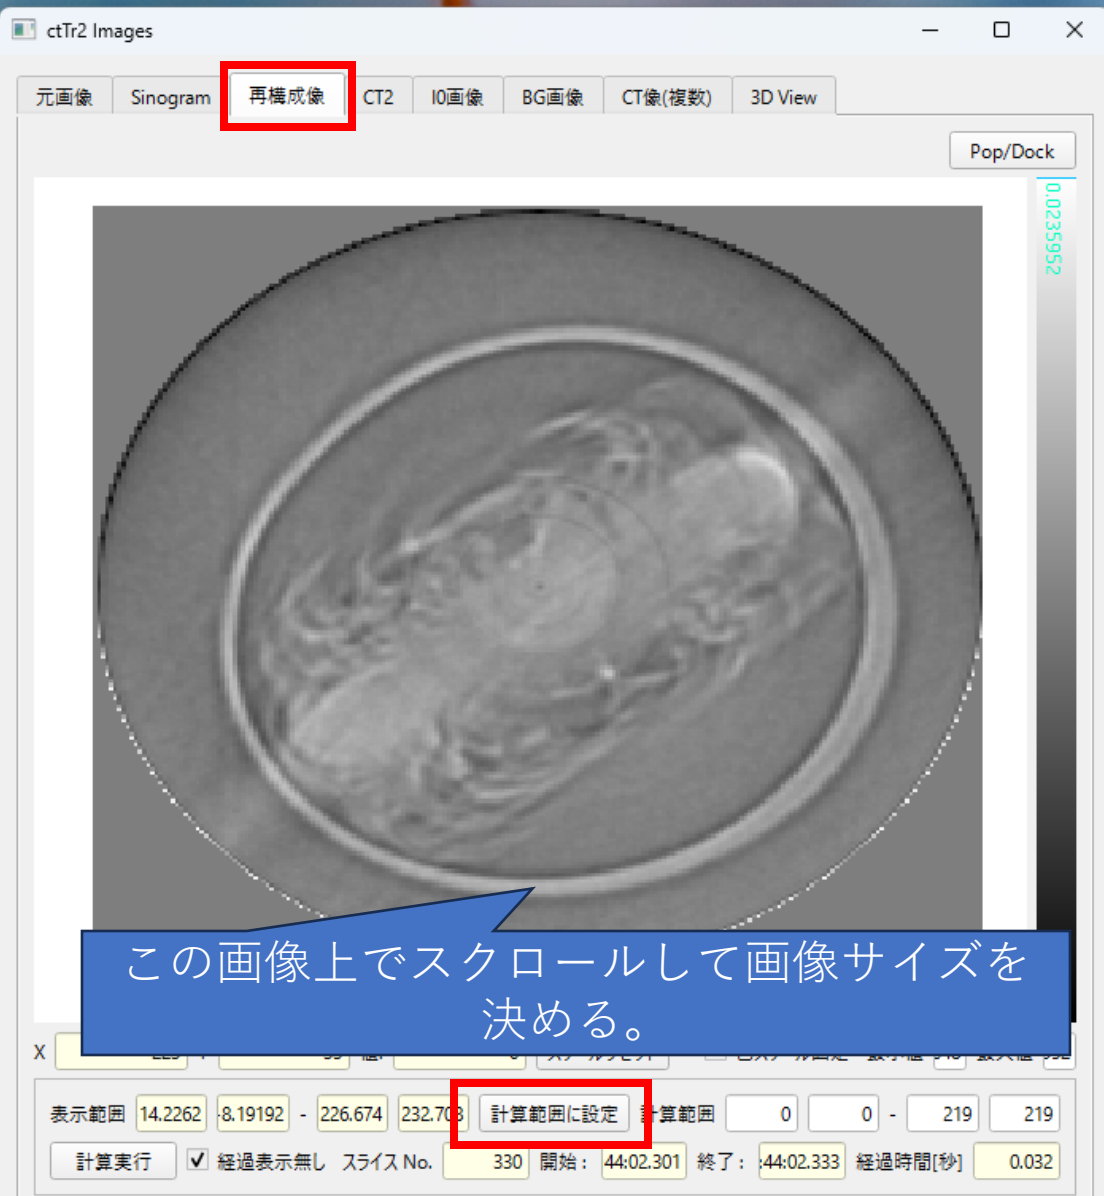 ctTr2 Images
元画像 Sinogram 再構成像 CT2 I0画像 BG画像 CT像(複数) 3D View
Pop/Dock
0.0235952
この画像上でスクロールして画像サイズを
決める。
X
表示範囲 14.2262 -8.19192 - 226.674 232.703 計算範囲に設定 計算範囲 0 0 - 219 219
計算実行 経過表示無し スライス No. 330 開始： 44:02.301 終了： :44:02.333 経過時間[秒] 0.032